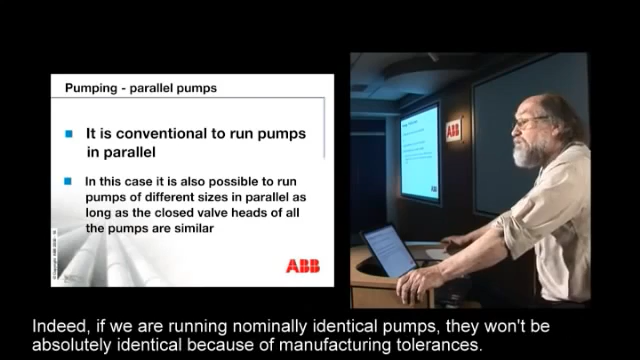 Pumping - parallel pumps
It is conventional to run pumps
in parallel
In this case it is also possible to run
pumps of different sizes in parallel as
long as the closed valve heads of all
the pumps are similar
ABB
ABB
Indeed, if we are running nominally identical pumps, they won't be
absolutely identical because of manufacturing tolerances.